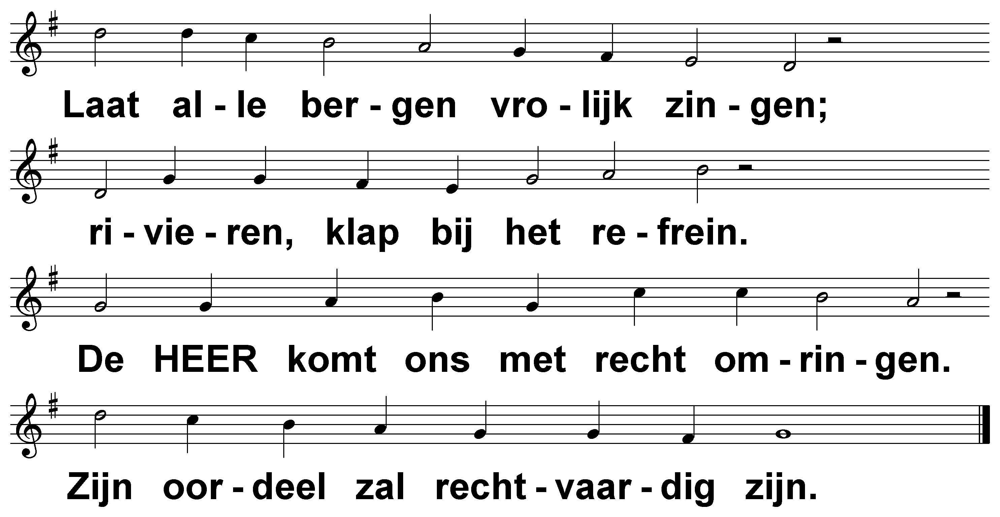 Laat al - le ber - gen vro - lijk zin - gen;
ri - vie - ren, klap bij het re - frein.
De HEER komt ons met recht om - rin - gen.
Zijn oor - deel zal recht - vaar - dig zijn.